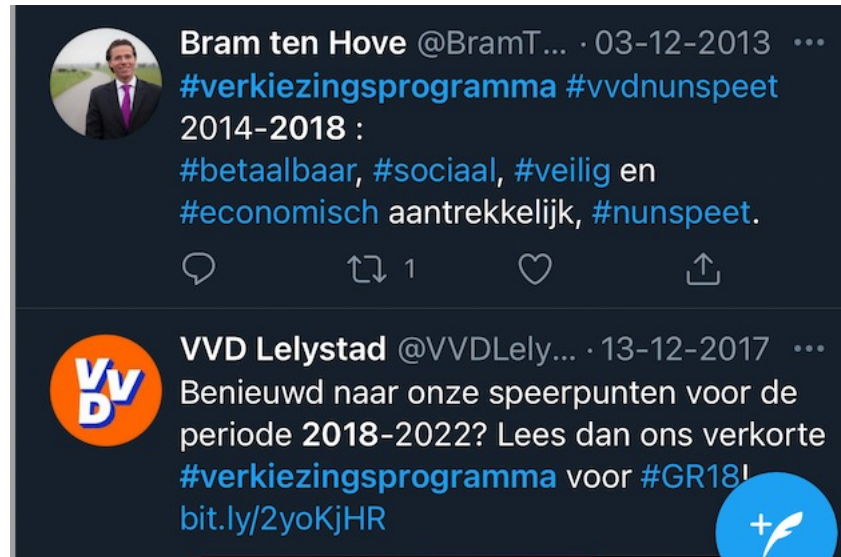 Bram ten Hove @BramT... · 03-12-2013 ...
#verkiezingsprogramma #vvdnunspeet
2014-2018 :
#betaalbaar, #sociaal, #veilig en
#economisch aantrekkelijk, #nunspeet.
1
VVD
VVD Lelystad @VVDLely... · 13-12-2017 ...
Benieuwd naar onze speerpunten voor de
periode 2018-2022? Lees dan ons verkorte
#verkiezingsprogramma voor #GR18!
bit.ly/2yoKjHR